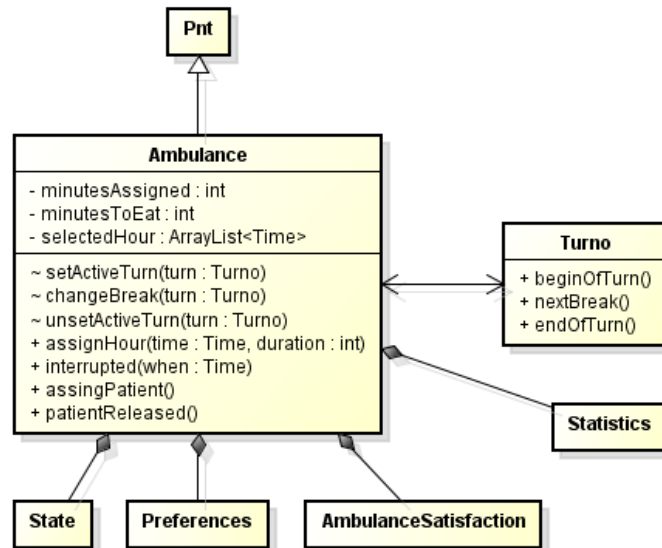 Pnt
Ambulance
- minutesAssigned : int
- minutesToEat : int
- selectedHour : ArrayList<Time>
~ setActiveTurn(turn : Turno)
~ changeBreak(turn : Turno)
~ unsetActiveTurn(turn : Turno)
+ assignHour(time : Time, duration : int)
+ interrupted(when : Time)
+ assingPatient()
+ patientReleased()
Turno
+ beginOfTurn()
+ nextBreak()
+ endOfTurn()
Statistics
State
Preferences
AmbulanceSatisfaction